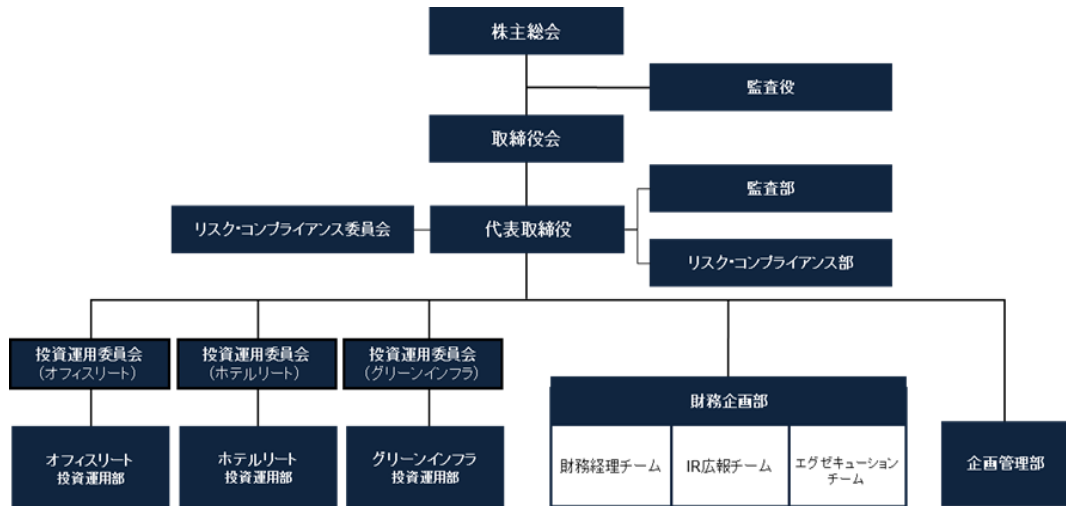 株主総会
監査役
取締役会
監査部
リスク・コンプライアンス委員会
代表取締役
リスク・コンプライアンス部
投資運用委員会
(オフィスリート)
投資運用委員会
(ホテルリート)
投資運用委員会
(グリーンインフラ)
財務企画部
オフィスリート
投資運用部
ホテルリート
投資運用部
グリーンインフラ
投資運用部
財務経理チーム
IR広報チーム
エグゼキューション
チーム
企画管理部